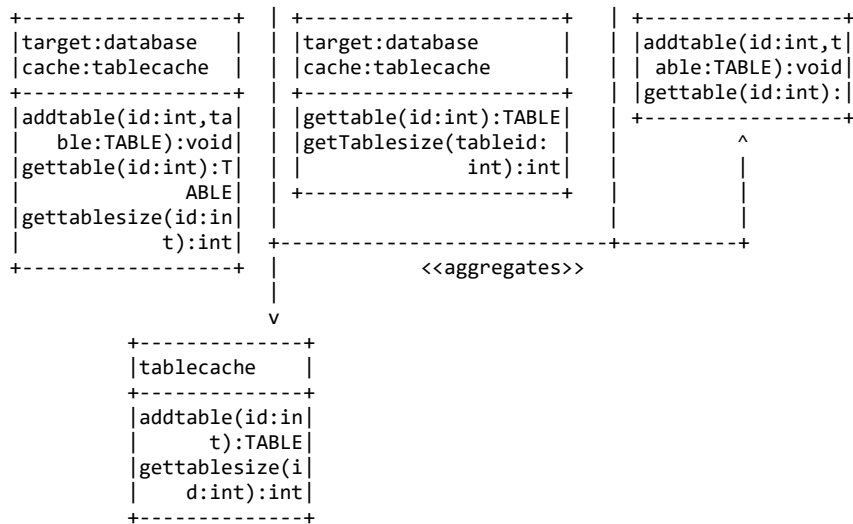 +------------------+  | +----------------------+   | +-----------------+
|target:database   |  | |target:database       |   | |addtable(id:int,t|
|cache:tablecache  |  | |cache:tablecache      |   | | able:TABLE):void|
+------------------+  | +----------------------+   | |gettable(id:int):|
|addtable(id:int,ta|  | |gettable(id:int):TABLE|   | +-----------------+
|   ble:TABLE):void|  | |getTablesize(tableid: |   |          ^
|gettable(id:int):T|  | |              int):int|   |          |
|              ABLE|  | +----------------------+   |          |
|gettablesize(id:in|  |                            |          |
|            t):int|  +----------------------------+----------+
+------------------+  |            <<aggregates>>
                      |
                      v
          +--------------+
          |tablecache    |
          +--------------+
          |addtable(id:in|
          |      t):TABLE|
          |gettablesize(i|
          |    d:int):int|
          +--------------+